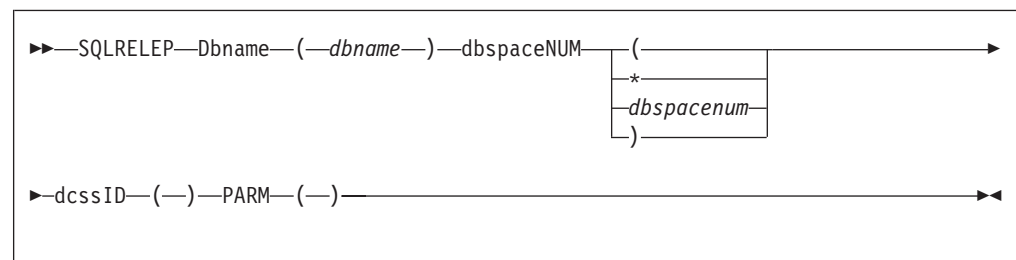 SQLRELEP Dbname ( dbname ) dbspaceNUM (
*
dbspacenum
)
dcssID ( ) PARM ( )